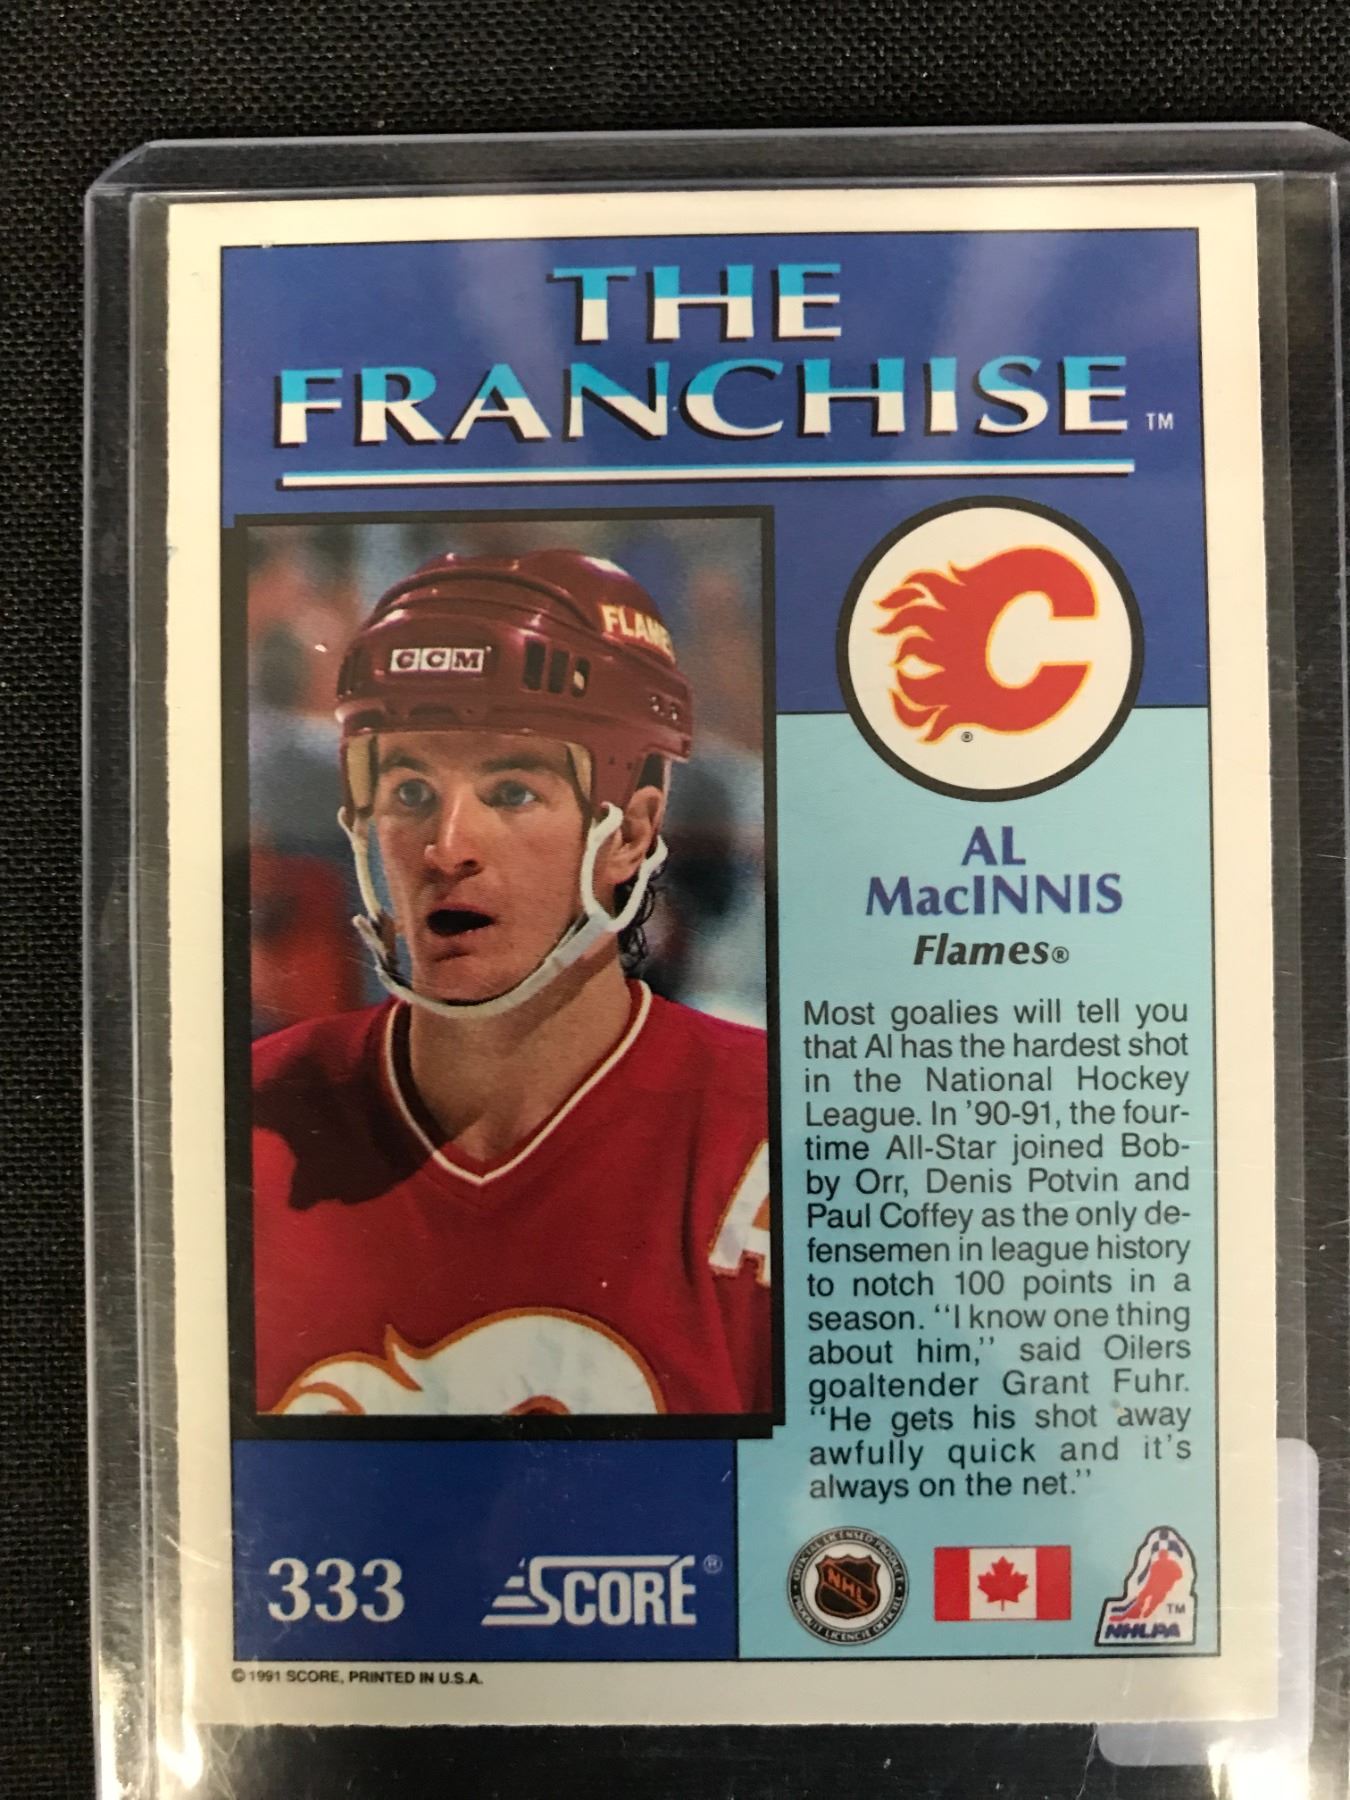 THE
FRANCHISE™
CCM
FLAMES
C
®
AL
MacINNIS
Flames®
Most goalies will tell you
that Al has the hardest shot
in the National Hockey
League. In '90-91, the four-
time All-Star joined Bob-
by Orr, Denis Potvin and
Paul Coffey as the only de-
fensemen in league history
to notch 100 points in a
season. "I know one thing
about him," said Oilers
goaltender Grant Fuhr.
"He gets his shot away
awfully quick and it's
always on the net."
A
333
SCORE®
NHL
TM
NHLPA
© 1991 SCORE, PRINTED IN U.S.A.